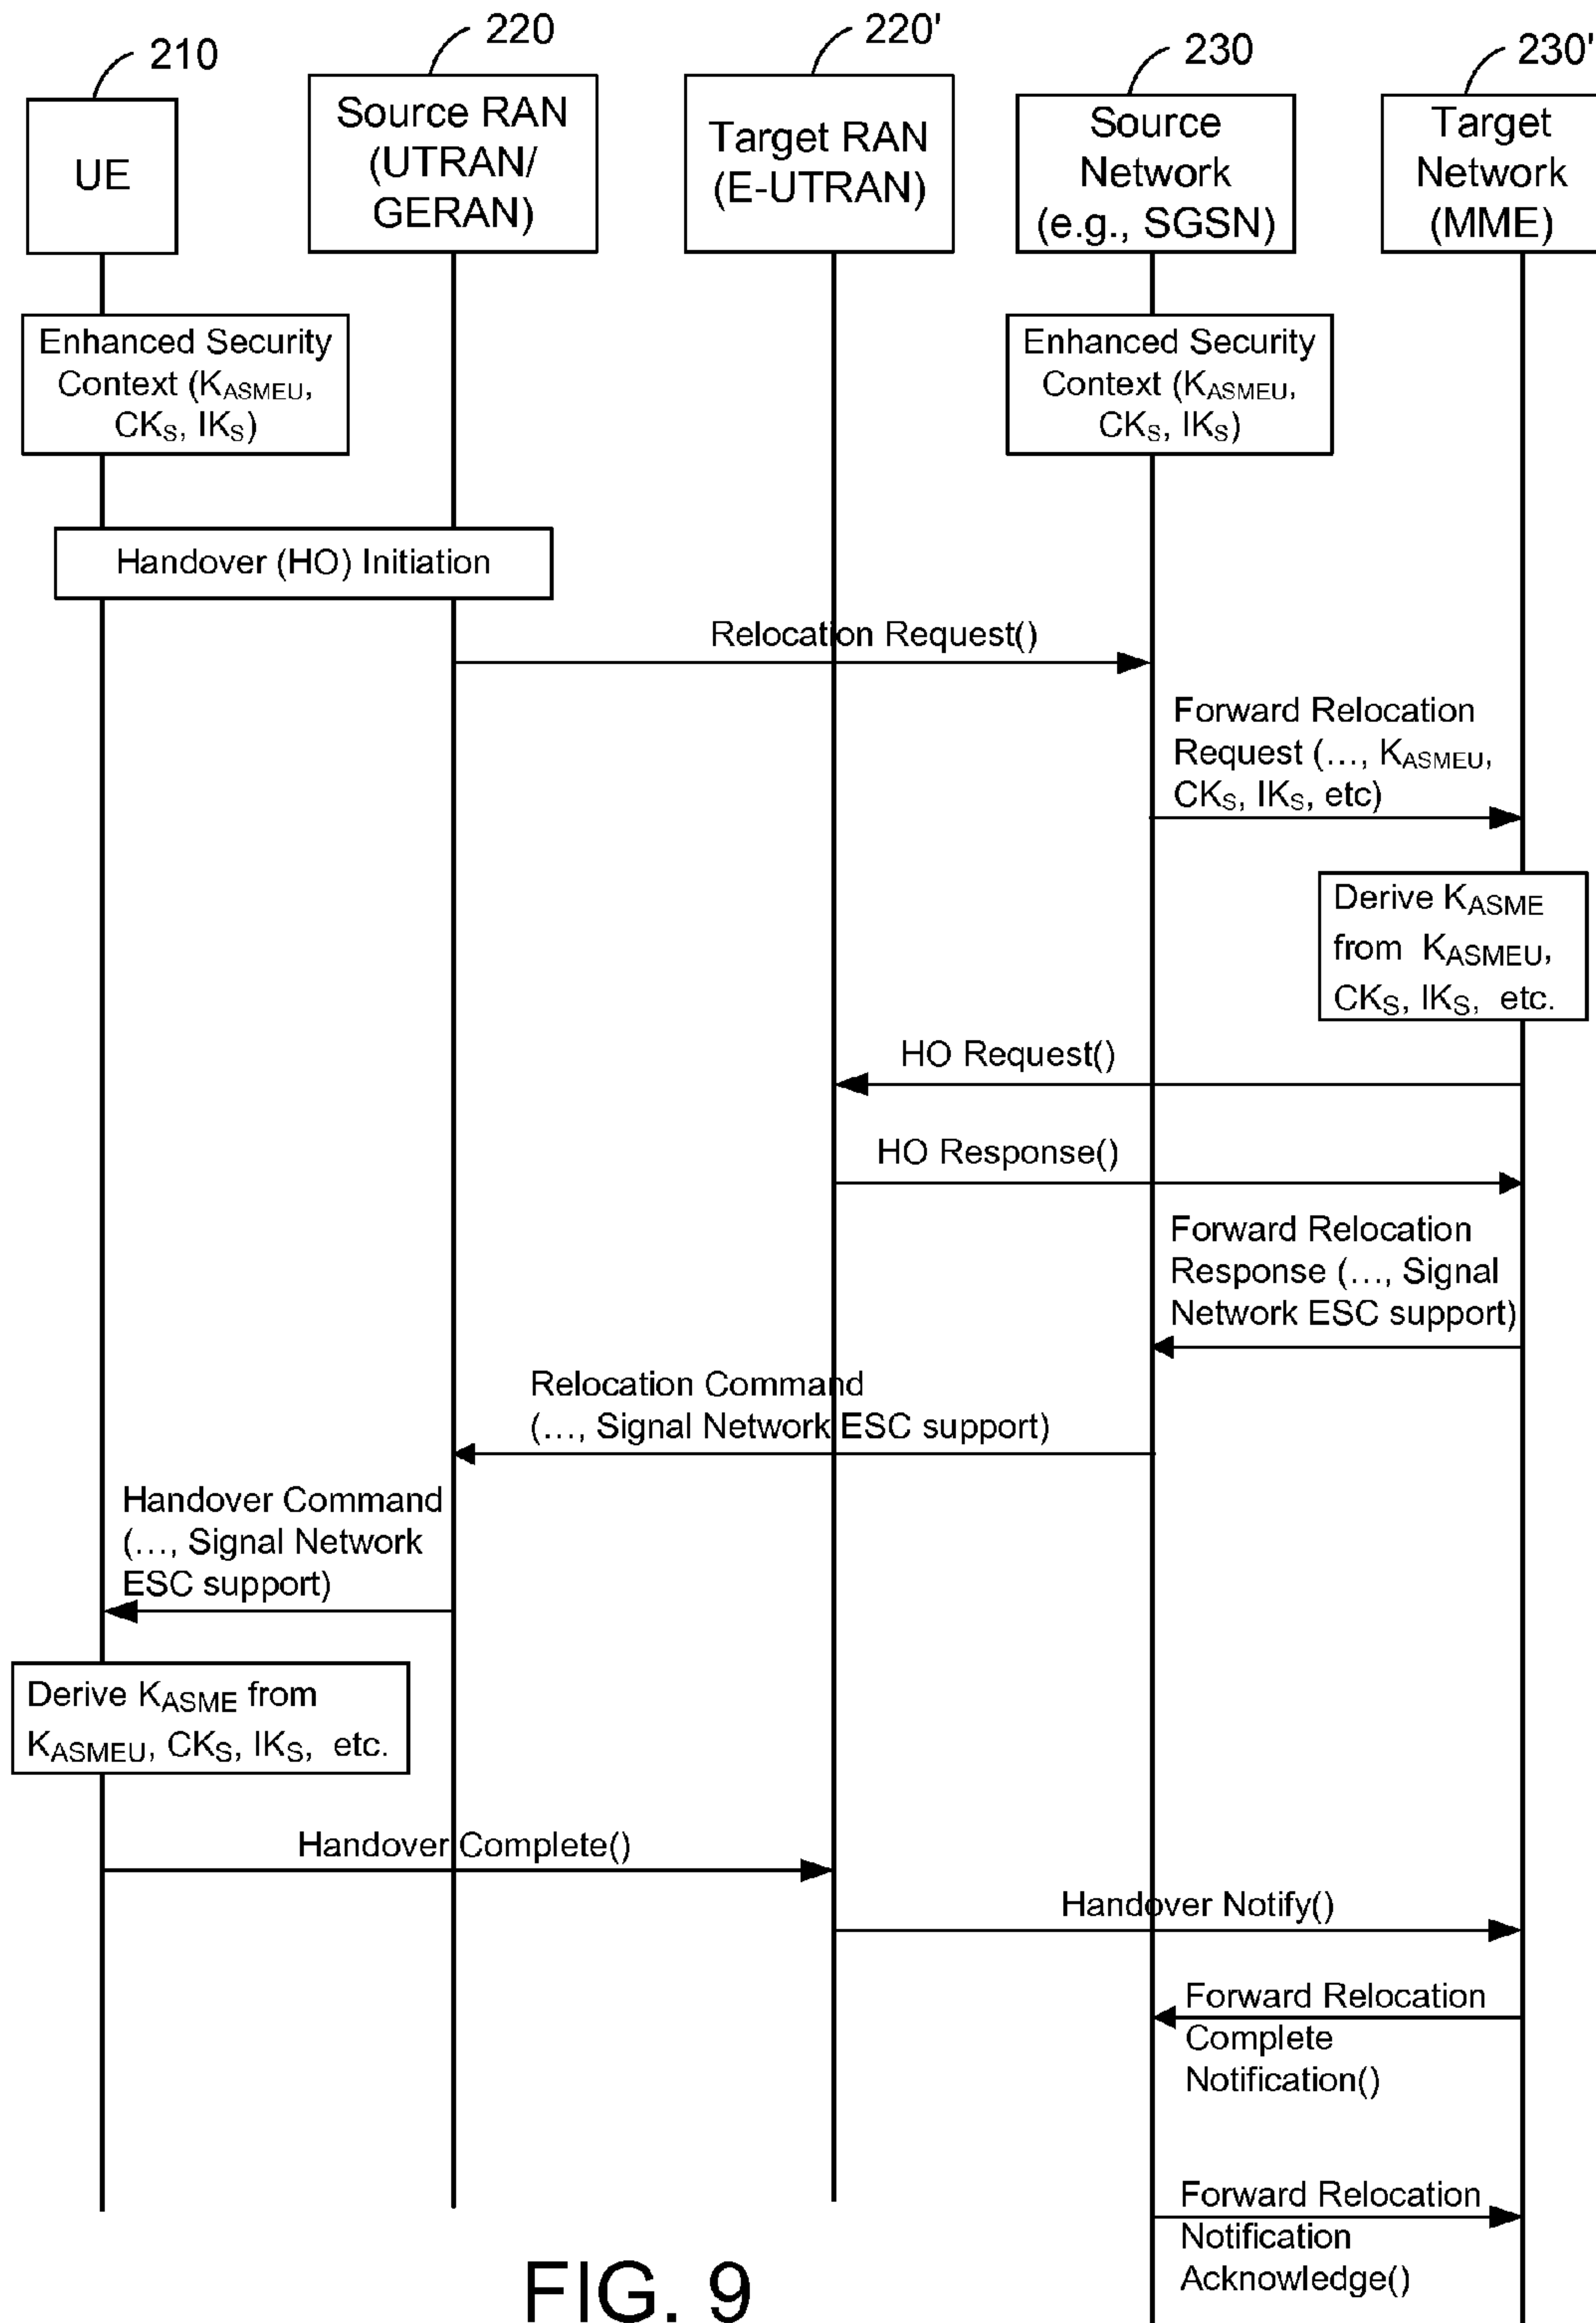 210
220
220'
230
230'
UE
Source RAN
(UTRAN/
GERAN)
Target RAN
(E-UTRAN)
Source
Network
(e.g., SGSN)
Target
Network
(MME)
Enhanced Security
Context (KASMEU,
CKS, IKS)
Enhanced Security
Context (KASMEU,
CKS, IKS)
Handover (HO) Initiation
Relocation Request()
Forward Relocation
Request (..., KASMEU,
CKS, IKS, etc)
Derive KASME
from KASMEU,
CKS, IKS, etc.
HO Request()
HO Response()
Forward Relocation
Response (..., Signal
Network ESC support)
Relocation Command
(..., Signal Network ESC support)
Handover Command
(..., Signal Network
ESC support)
Derive KASME from
KASMEU, CKS, IKS, etc.
Handover Complete()
Handover Notify()
Forward Relocation
Complete
Notification()
Forward Relocation
Notification
Acknowledge()
FIG. 9